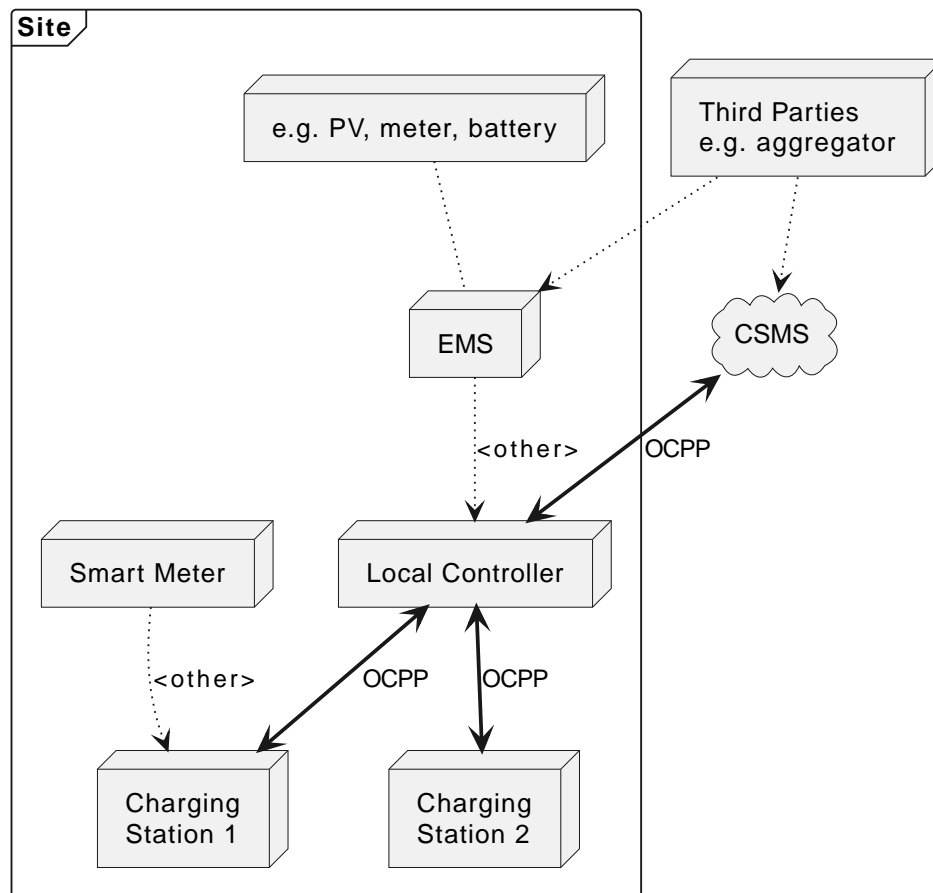 Site
e.g. PV, meter, battery
Third Parties
e.g. aggregator
EMS
CSMS
<other>
OCPP
Smart Meter
Local Controller
<other>
OCPP
OCPP
Charging
Station 1
Charging
Station 2